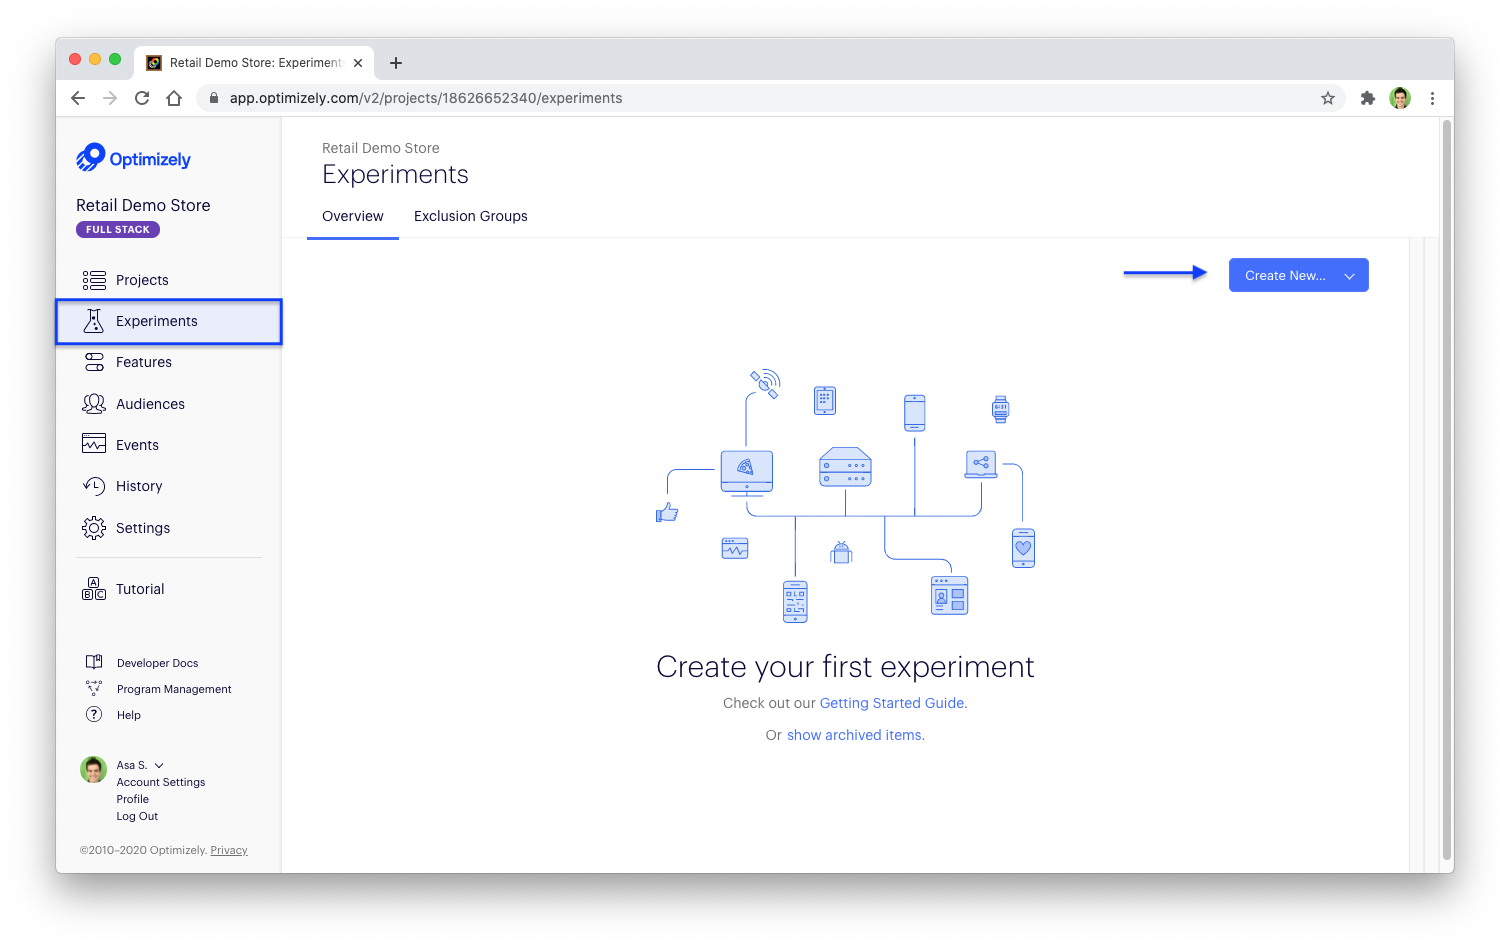 Retail Demo Store: Experiment
app.optimizely.com/v2/projects/18626652340/experiments
Optimizely
Retail Demo Store
FULL STACK
Projects
Experiments
Features
Audiences
Events
History
Settings
A
B C
Tutorial
Developer Docs
Program Management
Help
Asa S.
Account Settings
Profile
Log Out
©2010–2020 Optimizely. Privacy
Retail Demo Store
Experiments
Overview Exclusion Groups
Create New...
Create your first experiment
Check out our Getting Started Guide.
Or show archived items.